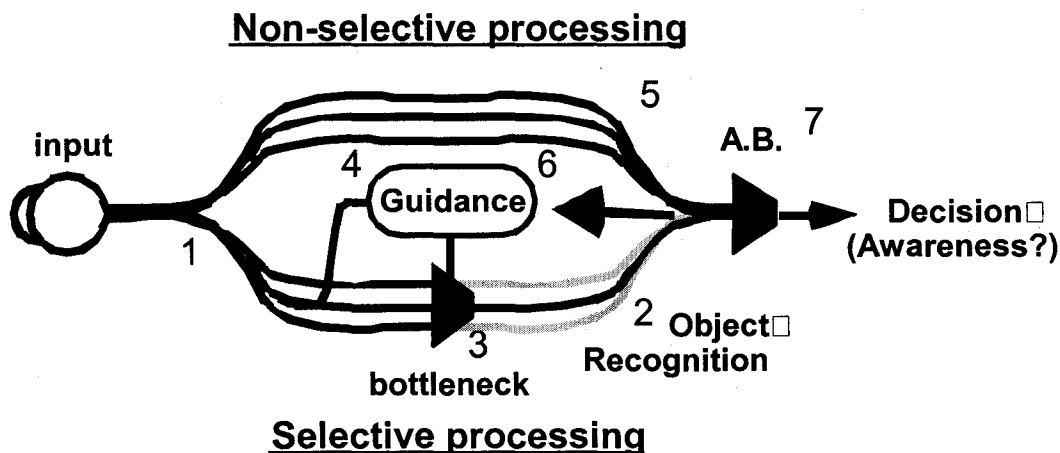 Non-selective processing
5
7
input
A.B.
4
6
Guidance
Decision□
1
(Awareness?)
2
Object□
3
Recognition
bottleneck
Selective processing